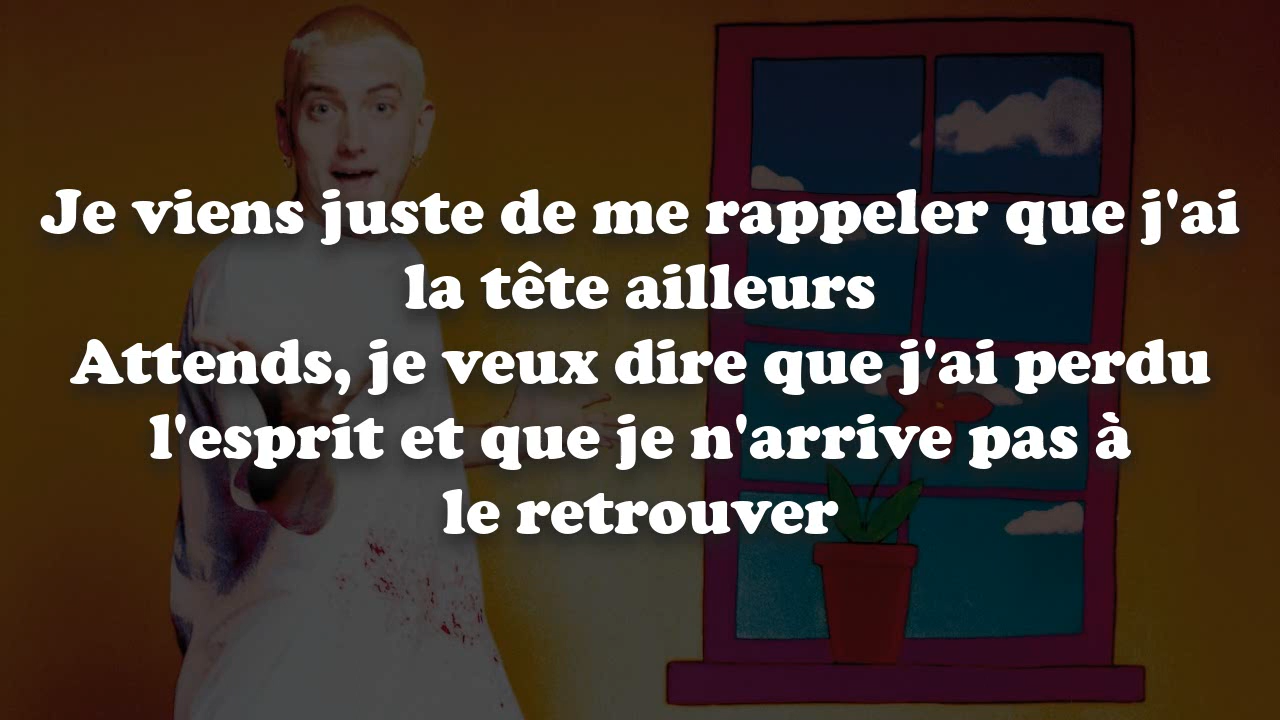 Je viens juste de me rappeler que j'ai
la tête ailleurs
Attends, je veux dire que j'ai perdu
l'esprit et que je n'arrive pas à
le retrouver